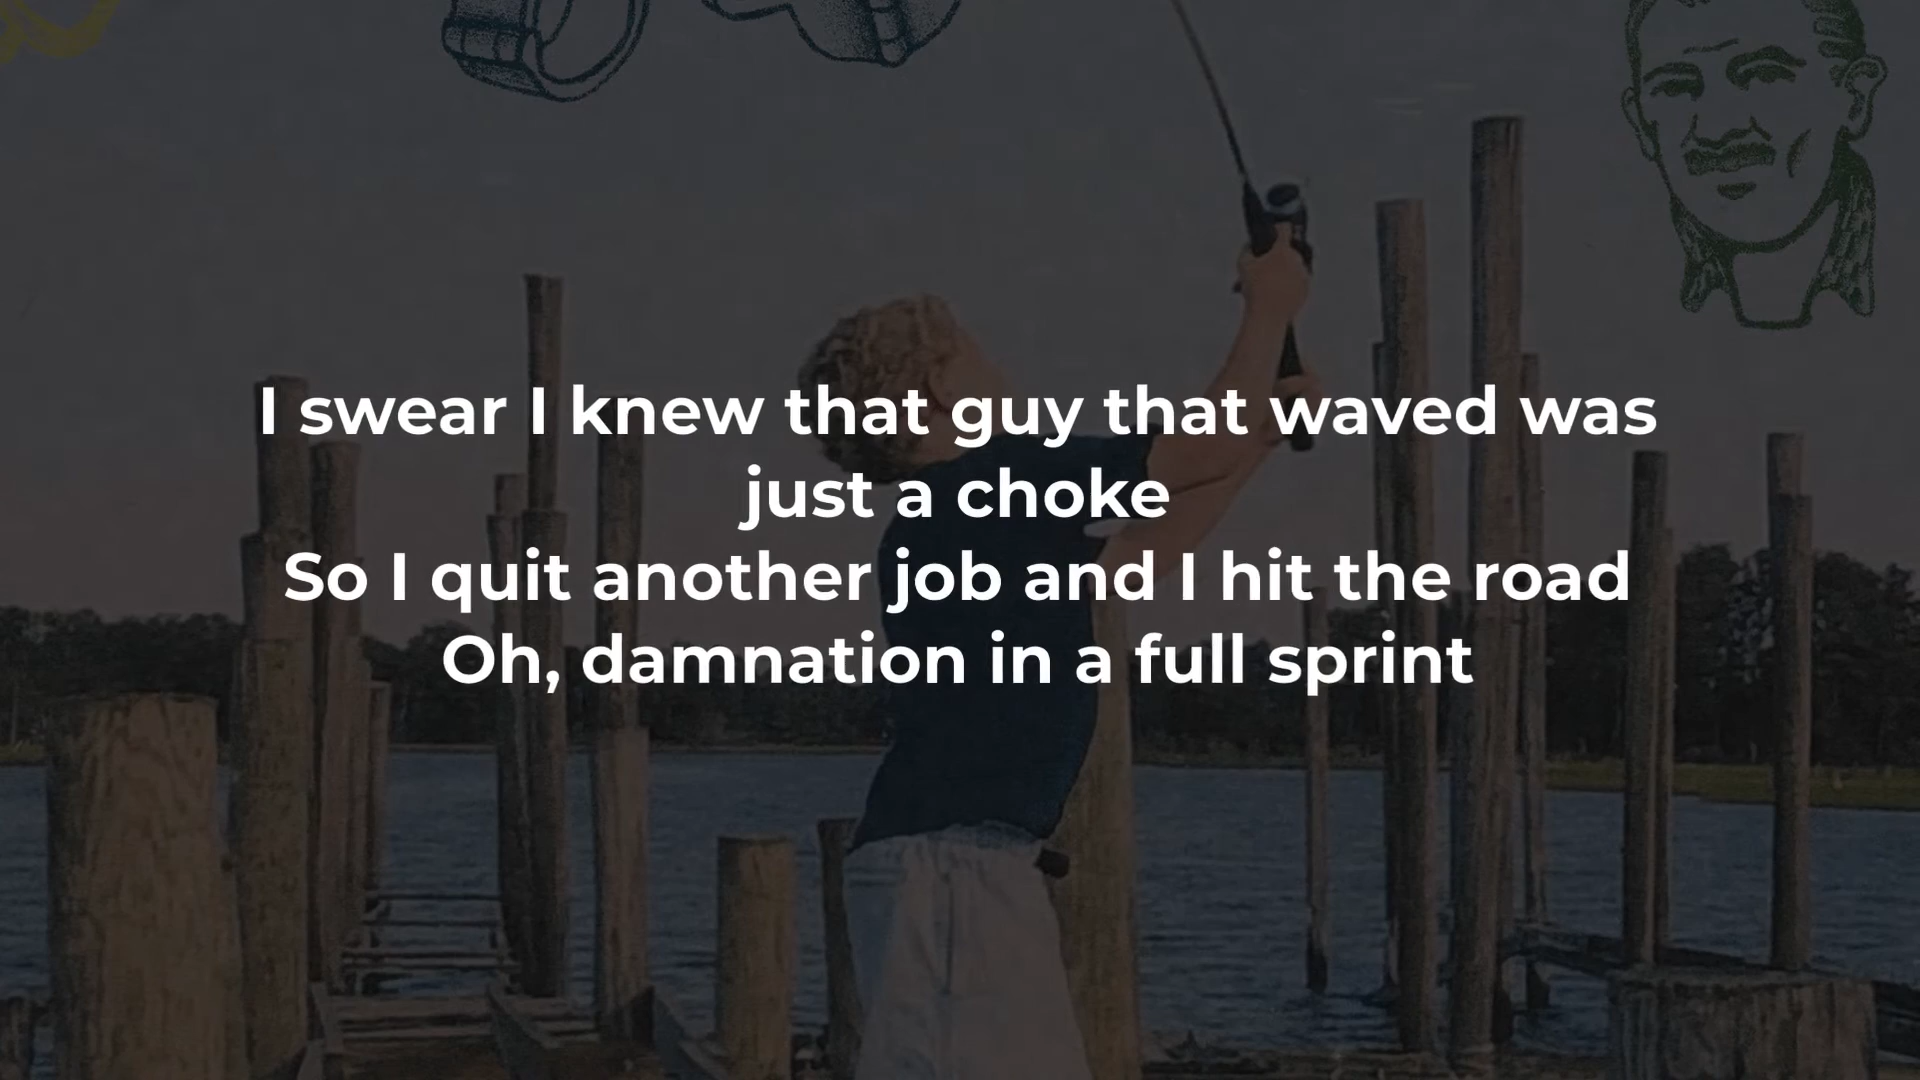 I swear I knew that guy that waved was
just a choke
So I quit another job and I hit the road
Oh, damnation in a full sprint